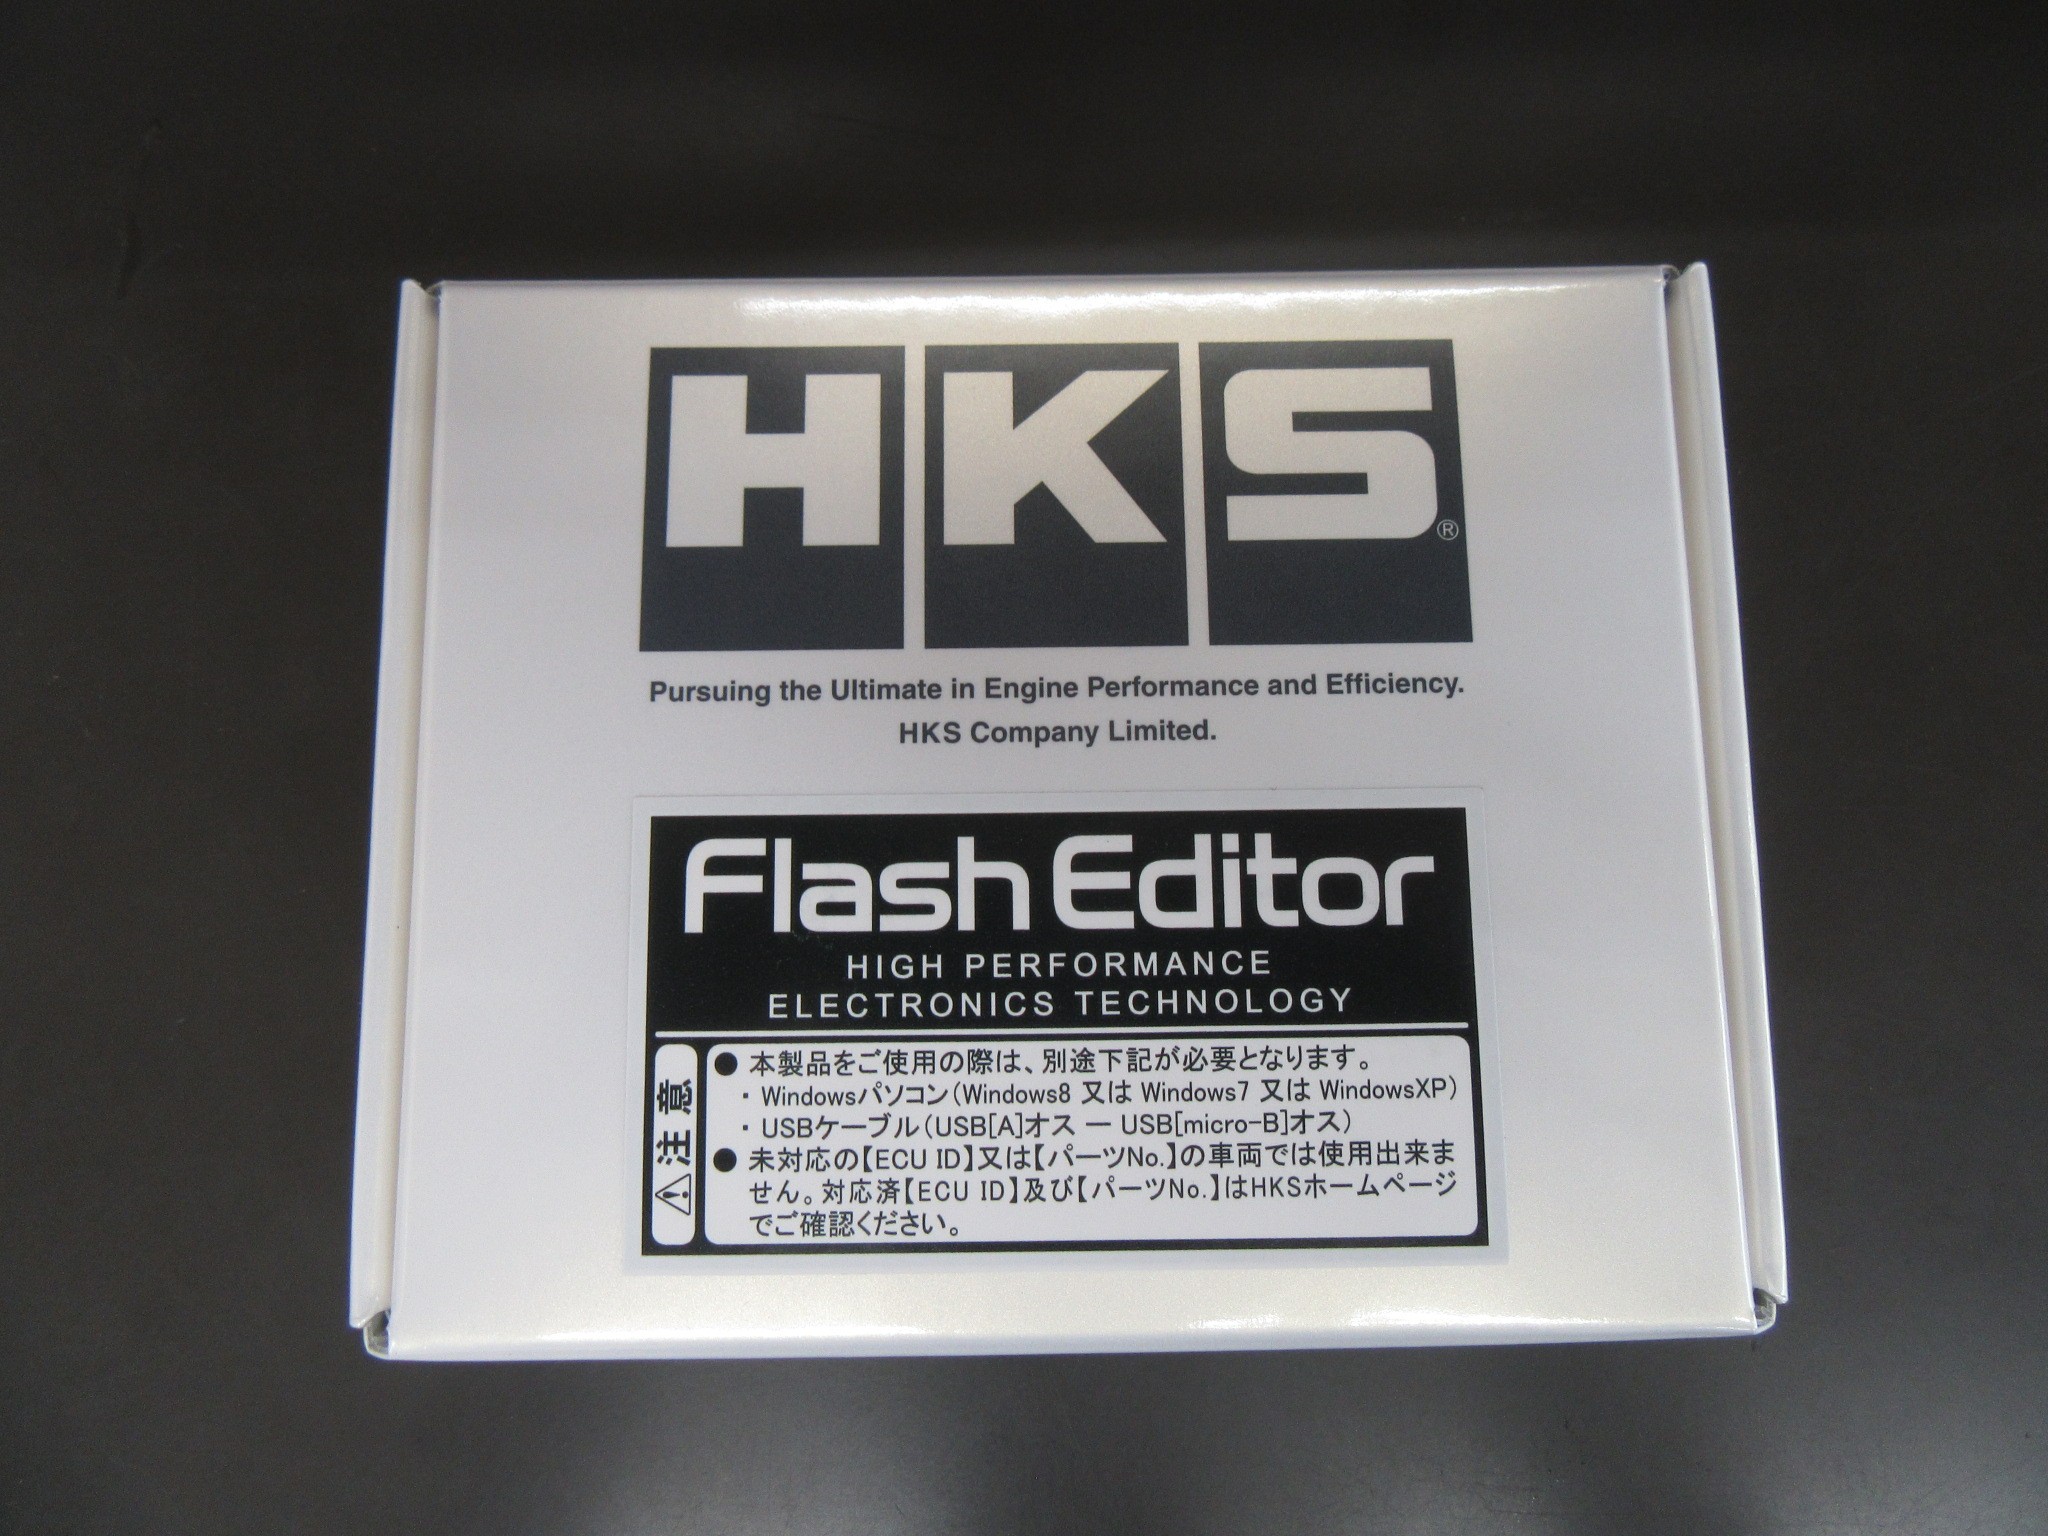 HKS®
Pursuing the Ultimate in Engine Performance and Efficiency.
HKS Company Limited.
Flash Editor
HIGH PERFORMANCE
ELECTRONICS TECHNOLOGY
⚠注意
● 本製品をご使用の際は、別途下記が必要となります。
・Windowsパソコン(Windows8 又は Windows7 又は WindowsXP)
・USBケーブル(USB[A]オス ー USB[micro-B]オス)
● 未対応の【ECU ID】又は【パーツNo.】の車両では使用出来ま
せん。対応済【ECU ID】及び【パーツNo.】はHKSホームページ
でご確認ください。